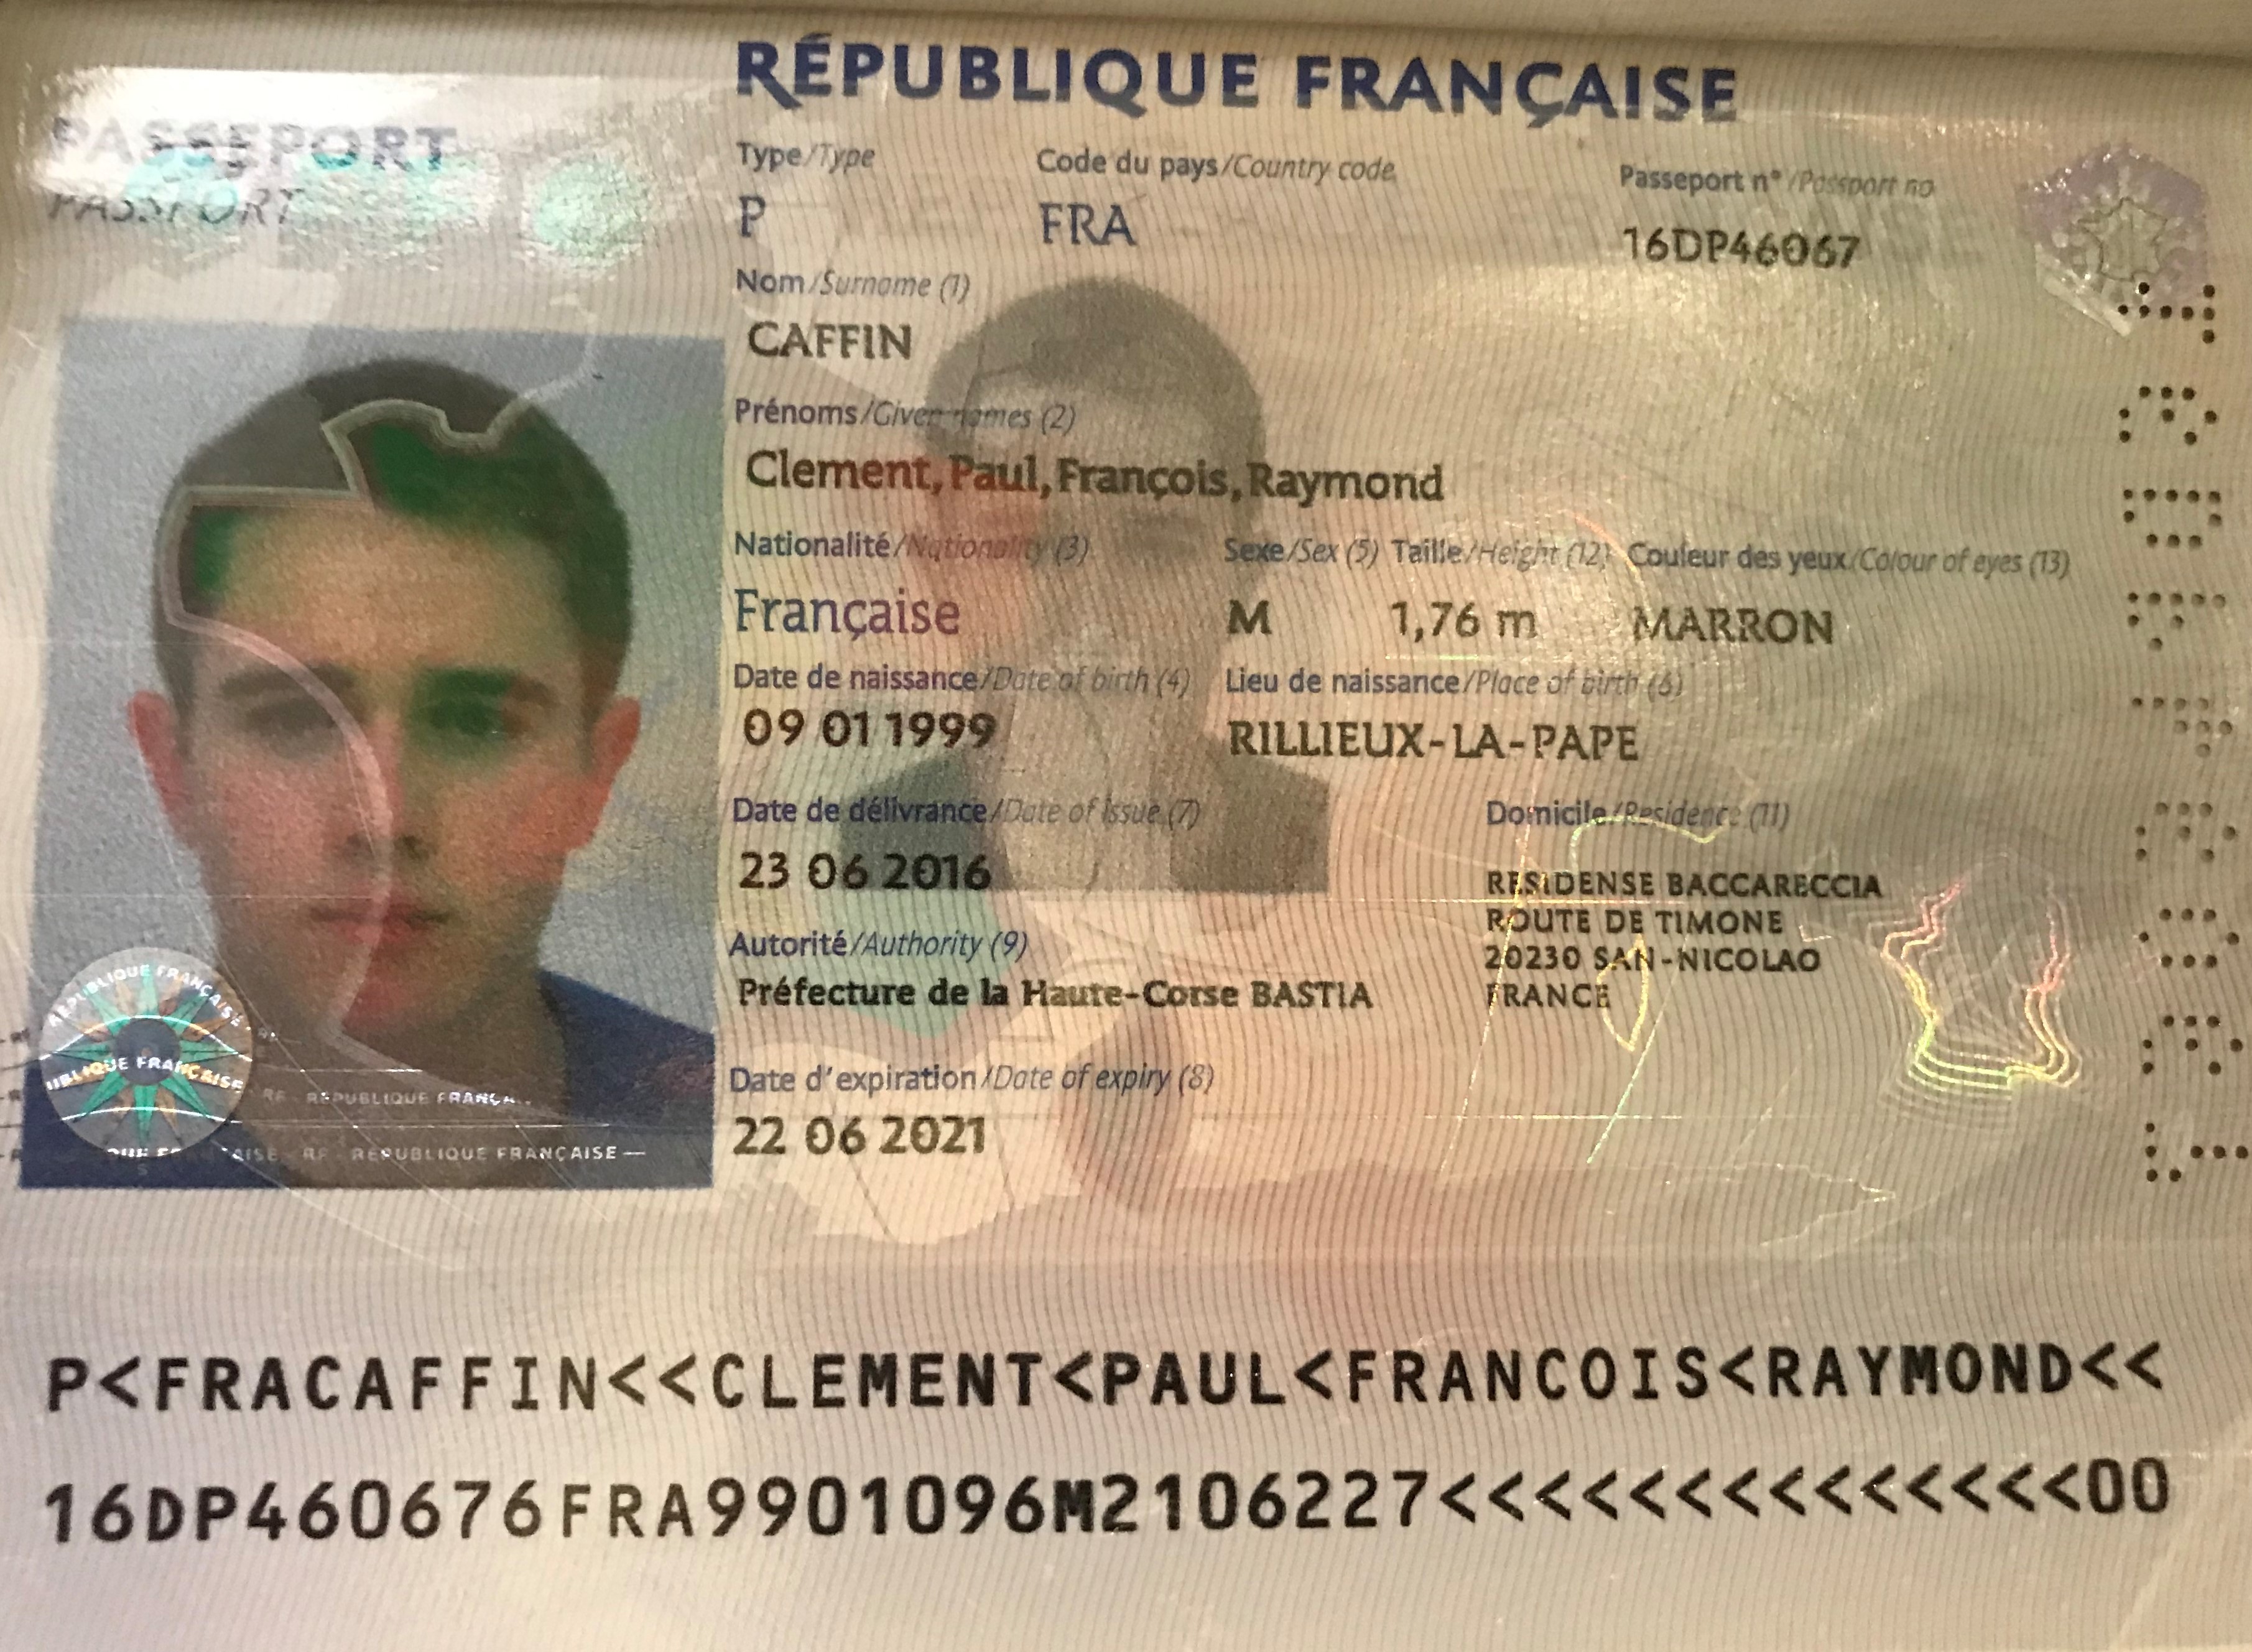 RÉPUBLIQUE FRANÇAISE
PASSEPORT
PASSPORT
Type/Type
Code du pays/Country code
Passeport n°/Passport no
P
FRA
16DP46067
Nom/Surname (1)
CAFFIN
Prénoms/Given names (2)
Clement, Paul, François, Raymond
Nationalité/Nationality (3)
Sexe/Sex (5)
Taille/Height (12)
Couleur des yeux/Colour of eyes (13)
Française
M
1,76 m
MARRON
Date de naissance/Date of birth (4)
Lieu de naissance/Place of birth (6)
09 01 1999
RILLIEUX-LA-PAPE
Date de délivrance/Date of issue (7)
Domicile/Residence (11)
23 06 2016
RESIDENSE BACCARECCIA
ROUTE DE TIMONE
20230 SAN-NICOLAO
FRANCE
Autorité/Authority (9)
Préfecture de la Haute-Corse BASTIA
Date d'expiration/Date of expiry (8)
22 06 2021
REPUBLIQUE FRANÇAISE
UBLIQUE FRANÇAISE
RF - REPUBLIQUE FRANÇA
AISE - RF - REPUBLIQUE FRANÇAISE
16DP46067
P<FRACAFFIN<<CLEMENT<PAUL<FRANCOIS<RAYMOND<<
16DP460676FRA9901096M2106227<<<<<<<<<<<<<<00